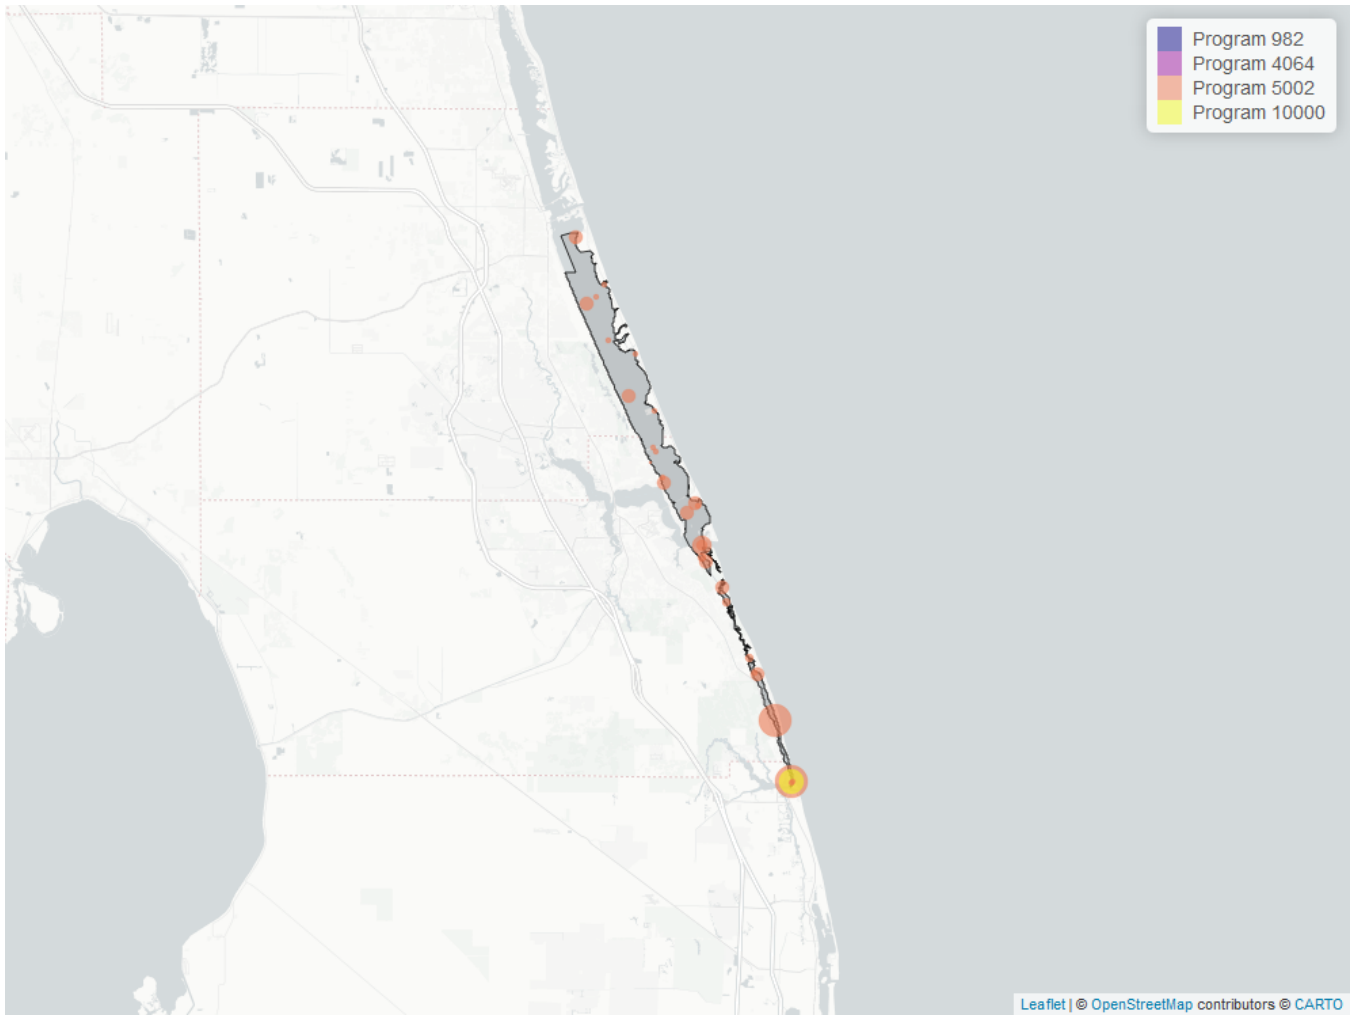 Program 982
Program 4064
Program 5002
Program 10000
Leaflet | © OpenStreetMap contributors © CARTO